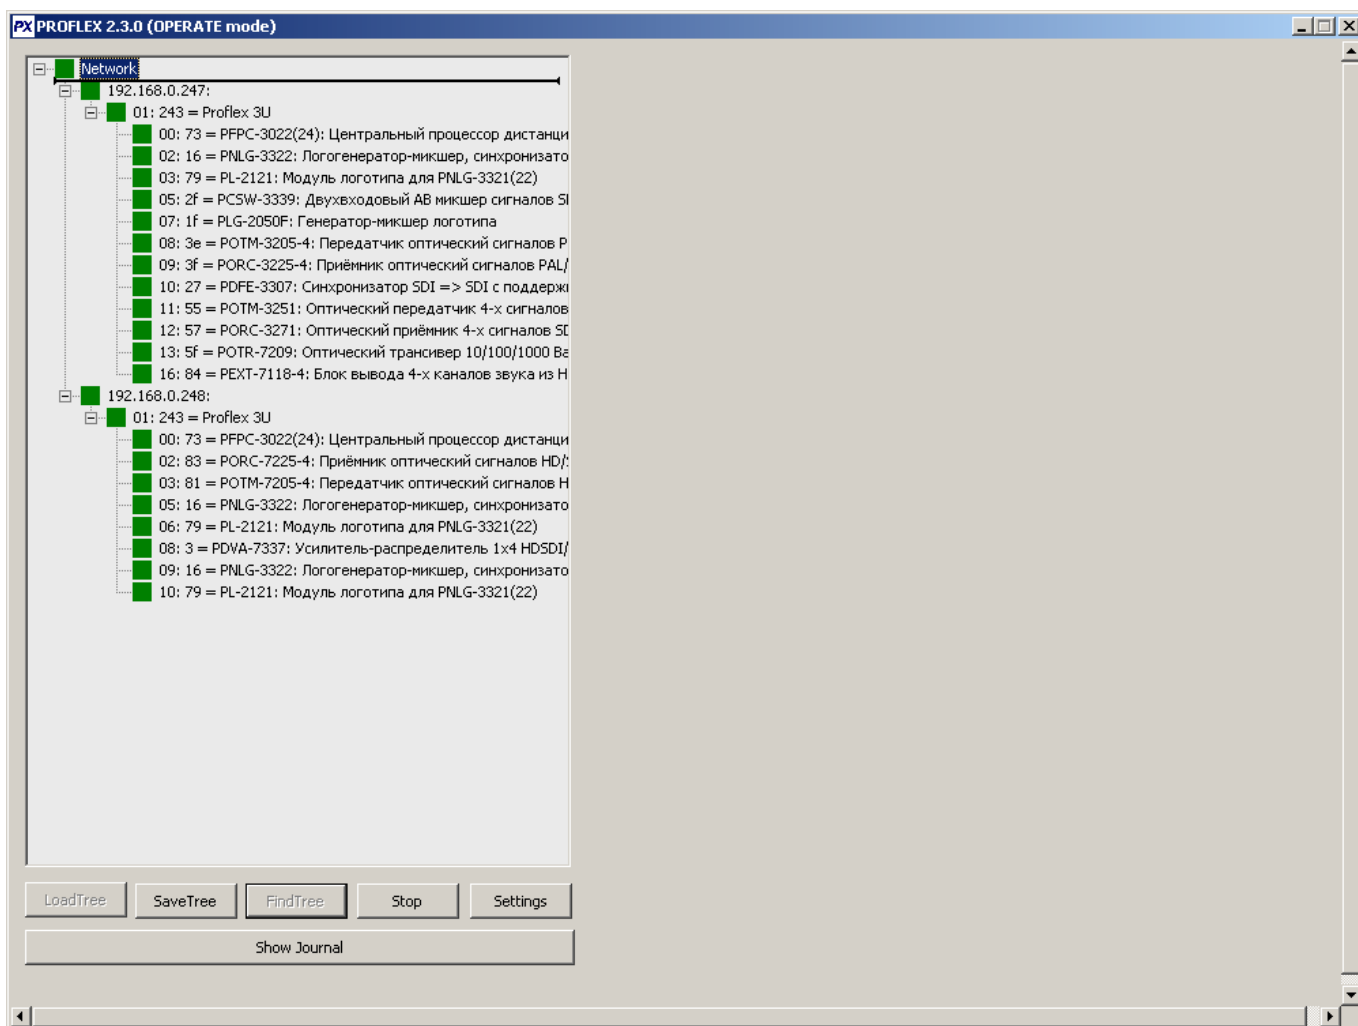 PX PROFLEX 2.3.0 (OPERATE mode)
Network
192.168.0.247:
01: 243 = Proflex 3U
00: 73 = PFPC-3022(24): Центральный процессор дистанци
02: 16 = PNLG-3322: Логогенератор-микшер, синхронизато
03: 79 = PL-2121: Модуль логотипа для PNLG-3321(22)
05: 2f = PCSW-3339: Двухвходовый АВ микшер сигналов S
07: 1f = PLG-2050F: Генератор-микшер логотипа
08: 3e = POTM-3205-4: Передатчик оптический сигналов P
09: 3f = PORC-3225-4: Приёмник оптический сигналов PAL/
10: 27 = PDFE-3307: Синхронизатор SDI => SDI с поддерж
11: 55 = POTM-3251: Оптический передатчик 4-х сигналов
12: 57 = PORC-3271: Оптический приёмник 4-х сигналов SD
13: 5f = POTR-7209: Оптический трансивер 10/100/1000 Ba
16: 84 = PEXT-7118-4: Блок вывода 4-х каналов звука из H
192.168.0.248:
01: 243 = Proflex 3U
00: 73 = PFPC-3022(24): Центральный процессор дистанци
02: 83 = PORC-7225-4: Приёмник оптический сигналов HD/
03: 81 = POTM-7205-4: Передатчик оптический сигналов H
05: 16 = PNLG-3322: Логогенератор-микшер, синхронизато
06: 79 = PL-2121: Модуль логотипа для PNLG-3321(22)
08: 3 = PDVA-7337: Усилитель-распределитель 1x4 HDSDI/
09: 16 = PNLG-3322: Логогенератор-микшер, синхронизато
10: 79 = PL-2121: Модуль логотипа для PNLG-3321(22)
LoadTree SaveTree FindTree Stop Settings
Show Journal